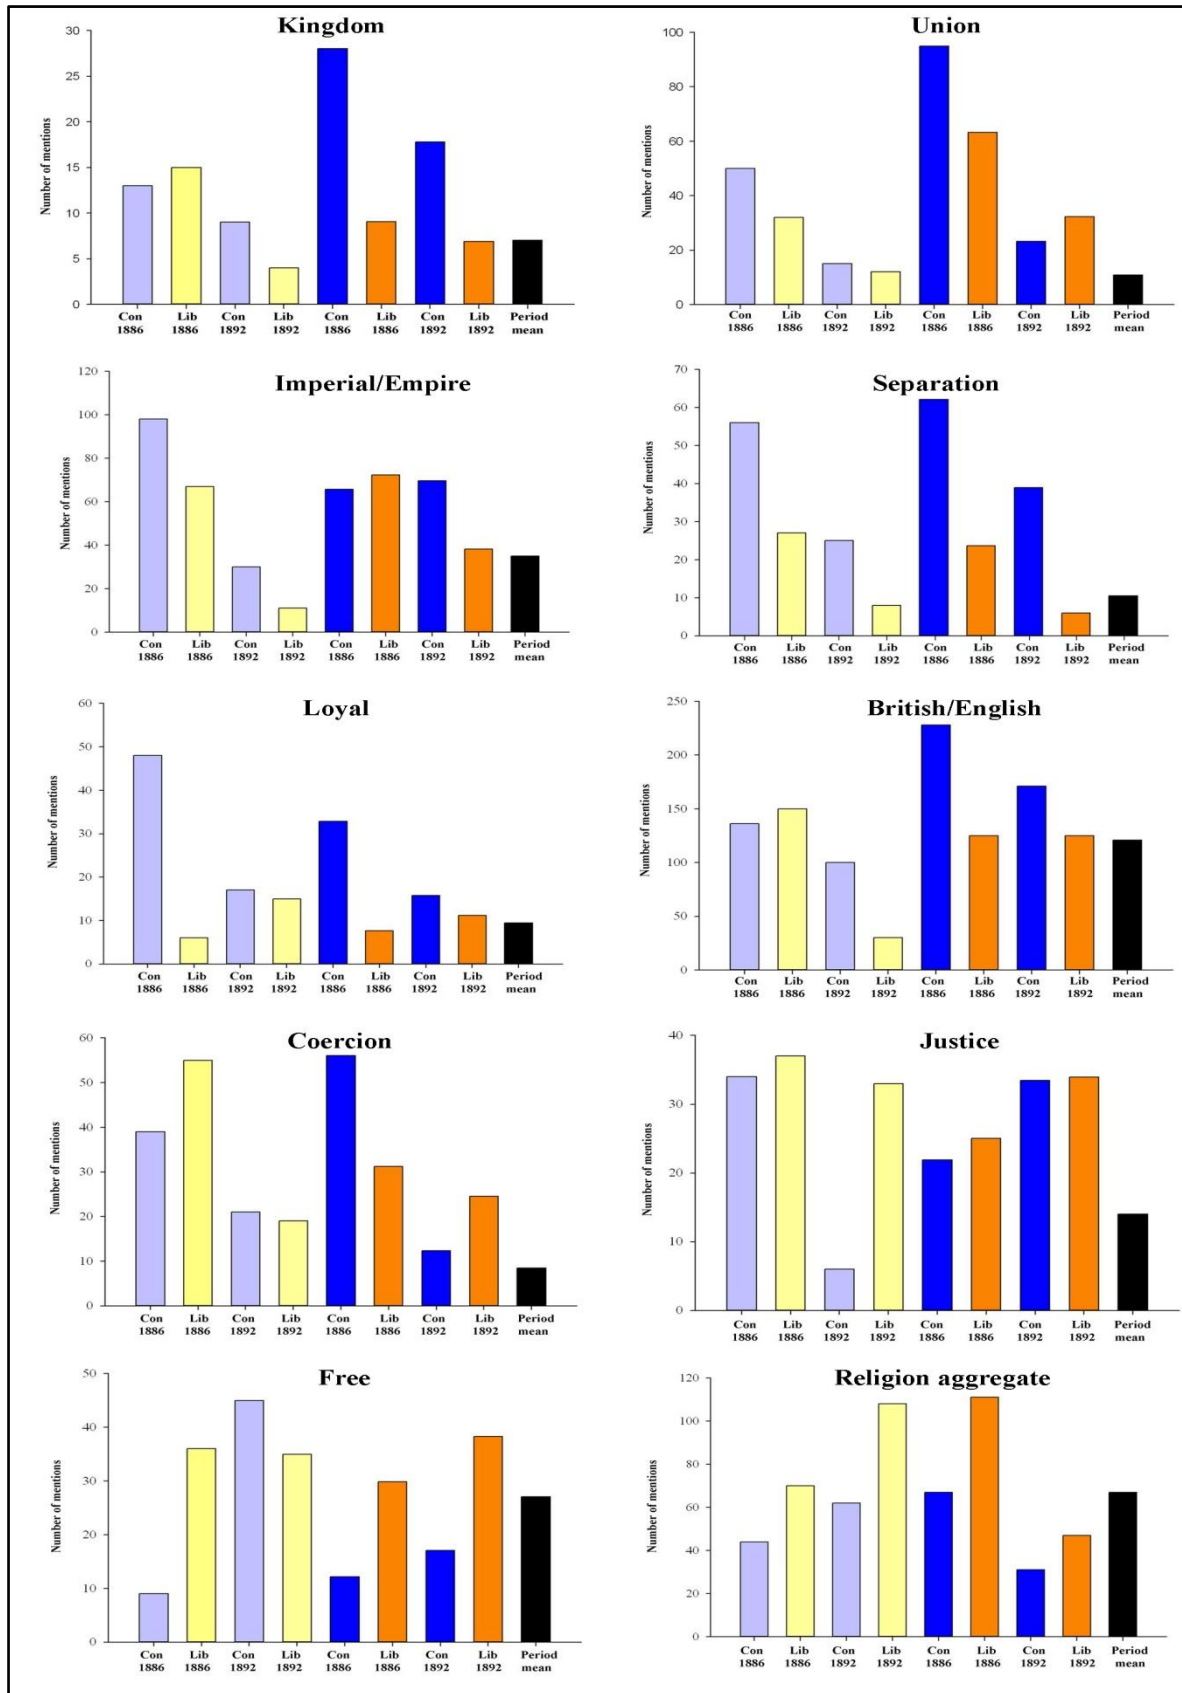 Kingdom
Number of mentions
30
25
20
15
10
5
0
Con Lib Con Lib Con Lib Con Lib Period
1886 1886 1892 1892 1886 1886 1892 1892 mean
Union
Number of mentions
100
80
60
40
20
0
Con Lib Con Lib Con Lib Con Lib Period
1886 1886 1892 1892 1886 1886 1892 1892 mean
Imperial/Empire
Number of mentions
120
100
80
60
40
20
0
Con Lib Con Lib Con Lib Con Lib Period
1886 1886 1892 1892 1886 1886 1892 1892 mean
Separation
Number of mentions
70
60
50
40
30
20
10
0
Con Lib Con Lib Con Lib Con Lib Period
1886 1886 1892 1892 1886 1886 1892 1892 mean
Loyal
Number of mentions
60
50
40
30
20
10
0
Con Lib Con Lib Con Lib Con Lib Period
1886 1886 1892 1892 1886 1886 1892 1892 mean
British/English
Number of mentions
250
200
150
100
50
0
Con Lib Con Lib Con Lib Con Lib Period
1886 1886 1892 1892 1886 1886 1892 1892 mean
Coercion
Number of mentions
60
50
40
30
20
10
0
Con Lib Con Lib Con Lib Con Lib Period
1886 1886 1892 1892 1886 1886 1892 1892 mean
Justice
Number of mentions
40
30
20
10
0
Con Lib Con Lib Con Lib Con Lib Period
1886 1886 1892 1892 1886 1886 1892 1892 mean
Free
Number of mentions
50
40
30
20
10
0
Con Lib Con Lib Con Lib Con Lib Period
1886 1886 1892 1892 1886 1886 1892 1892 mean
Religion aggregate
Number of mentions
120
100
80
60
40
20
0
Con Lib Con Lib Con Lib Con Lib Period
1886 1886 1892 1892 1886 1886 1892 1892 mean